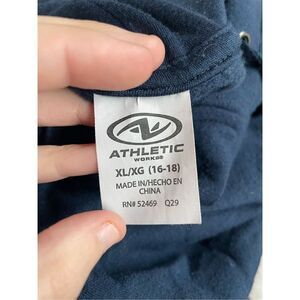 ATHLETIC
WORKS®
XL/XG (16-18)
MADE IN/HECHO EN
CHINA
RN# 52469 Q29